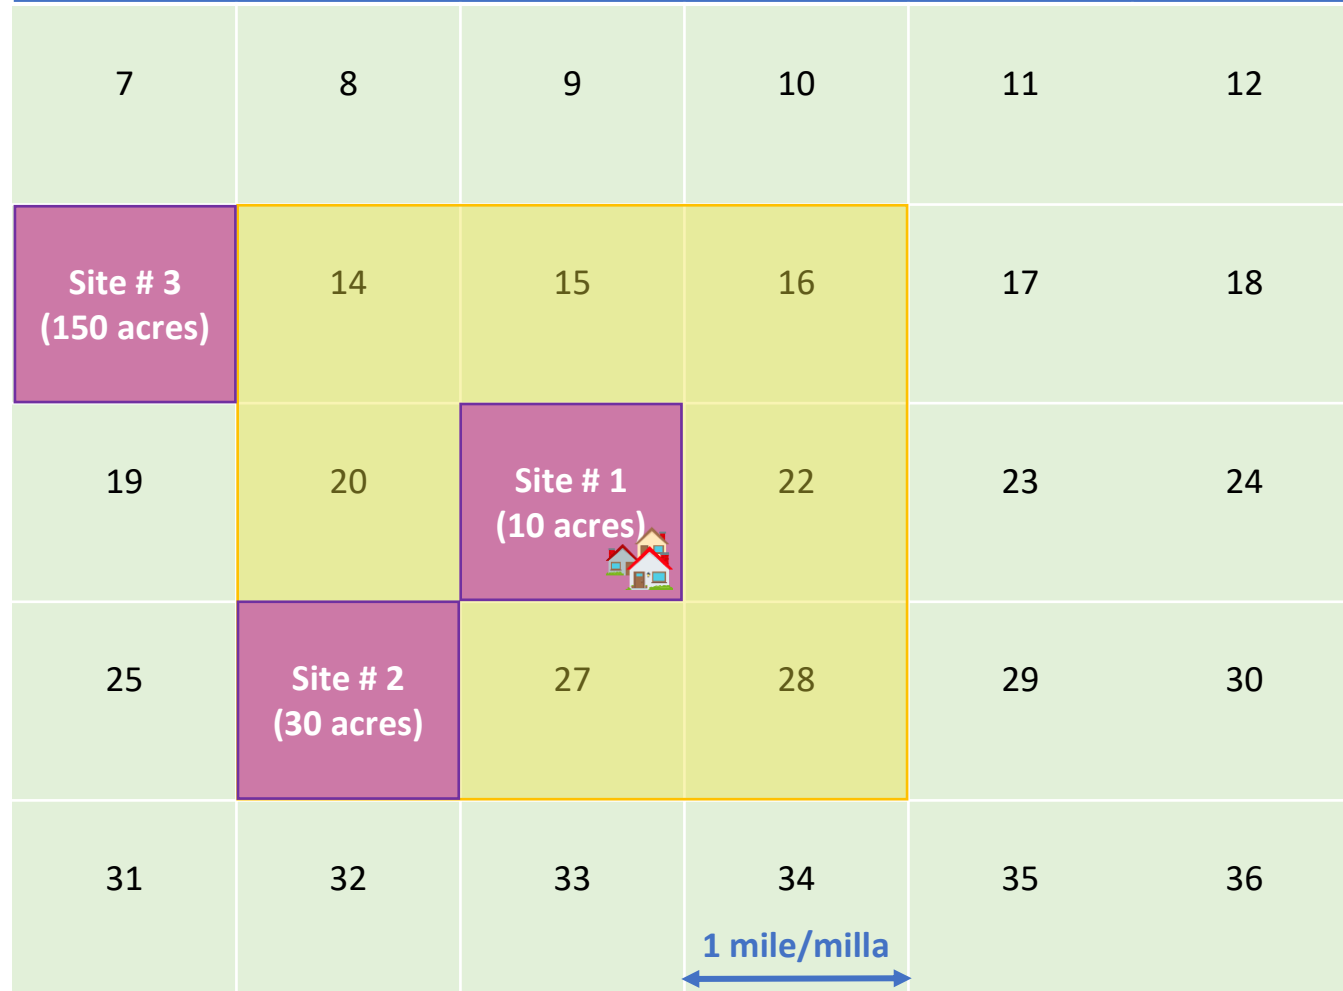 7 8 9 10 11 12
Site # 3
(150 acres)
14 15 16 17 18
19 20
Site # 1
(10 acres)
22 23 24
25
Site # 2
(30 acres)
27 28 29 30
31 32 33 34 35 36
1 mile/milla